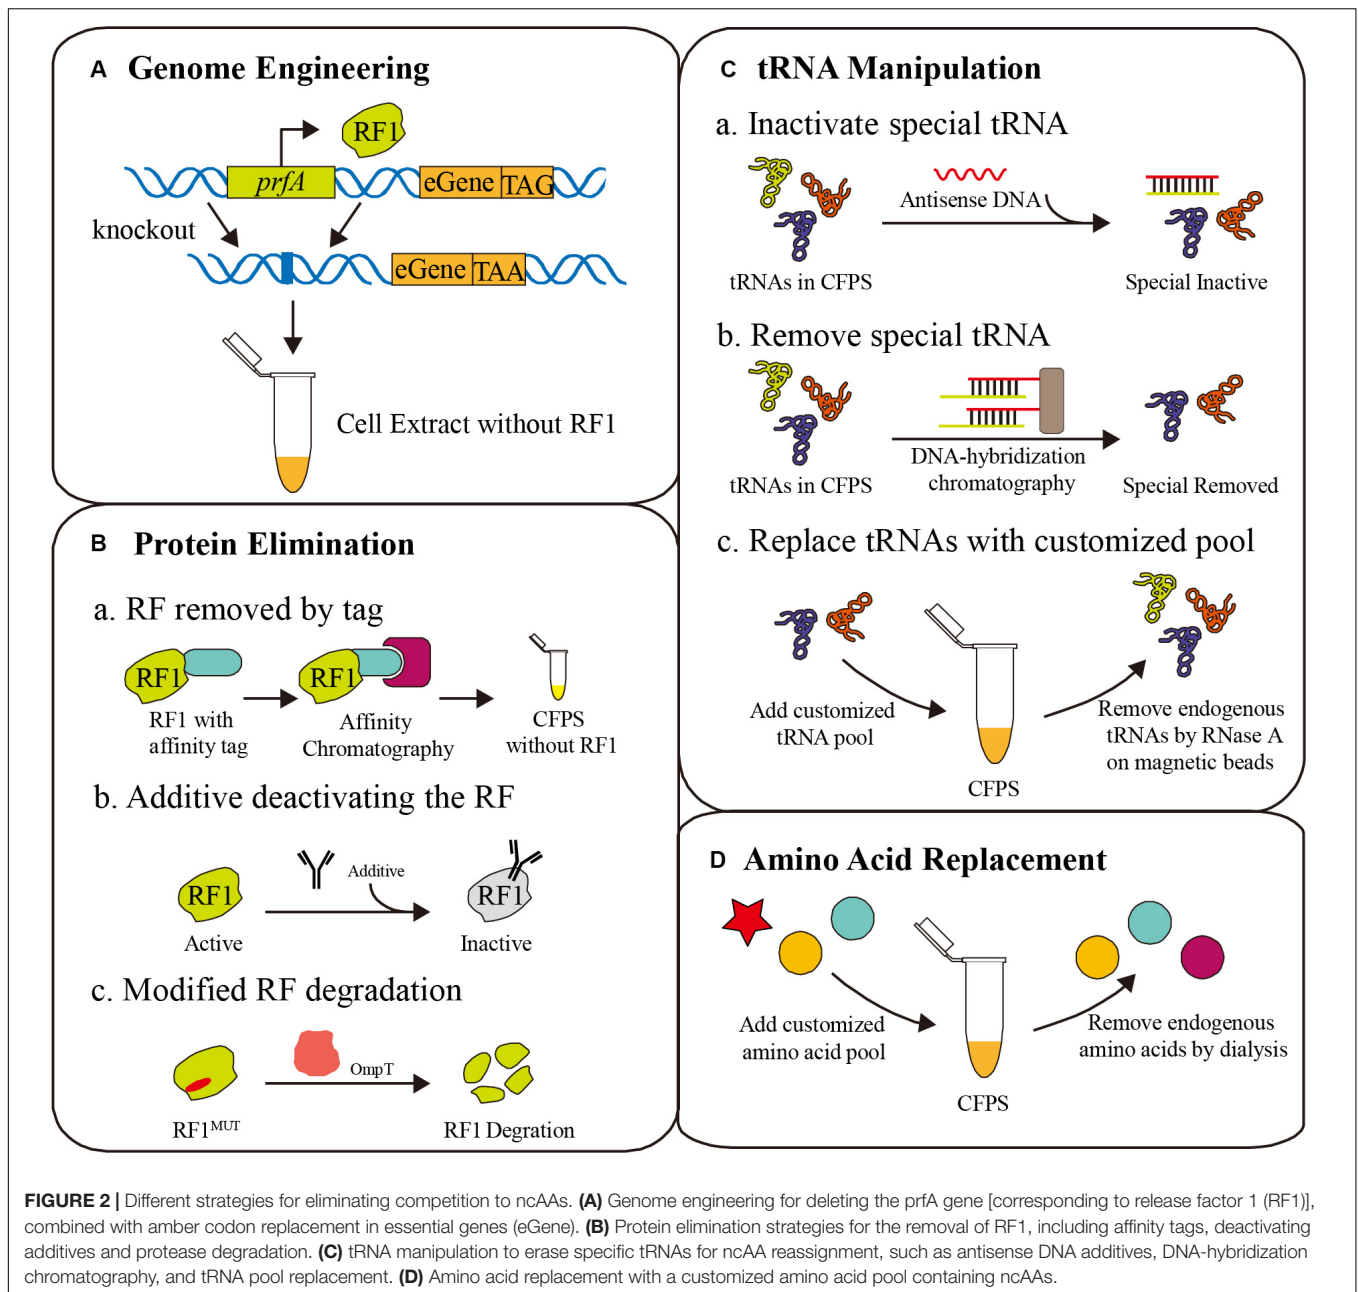 A Genome Engineering
RF1
prfA
eGene TAG
knockout
eGene TAA
Cell Extract without RF1
B Protein Elimination
a. RF removed by tag
RF1
RF1
RF1 with
affinity tag
Affinity
Chromatography
CFPS
without RF1
b. Additive deactivating the RF
RF1
Additive
RF1
Active
Inactive
c. Modified RF degradation
OmpT
RF1MUT
RF1 Degration
C tRNA Manipulation
a. Inactivate special tRNA
Antisense DNA
tRNAs in CFPS
Special Inactive
b. Remove special tRNA
DNA-hybridization
chromatography
tRNAs in CFPS
Special Removed
c. Replace tRNAs with customized pool
Add customized
tRNA pool
CFPS
Remove endogenous
tRNAs by RNase A
on magnetic beads
D Amino Acid Replacement
Add customized
amino acid pool
CFPS
Remove endogenous
amino acids by dialysis
FIGURE 2 | Different strategies for eliminating competition to ncAAs. (A) Genome engineering for deleting the prfA gene [corresponding to release factor 1 (RF1)],
combined with amber codon replacement in essential genes (eGene). (B) Protein elimination strategies for the removal of RF1, including affinity tags, deactivating
additives and protease degradation. (C) tRNA manipulation to erase specific tRNAs for ncAA reassignment, such as antisense DNA additives, DNA-hybridization
chromatography, and tRNA pool replacement. (D) Amino acid replacement with a customized amino acid pool containing ncAAs.